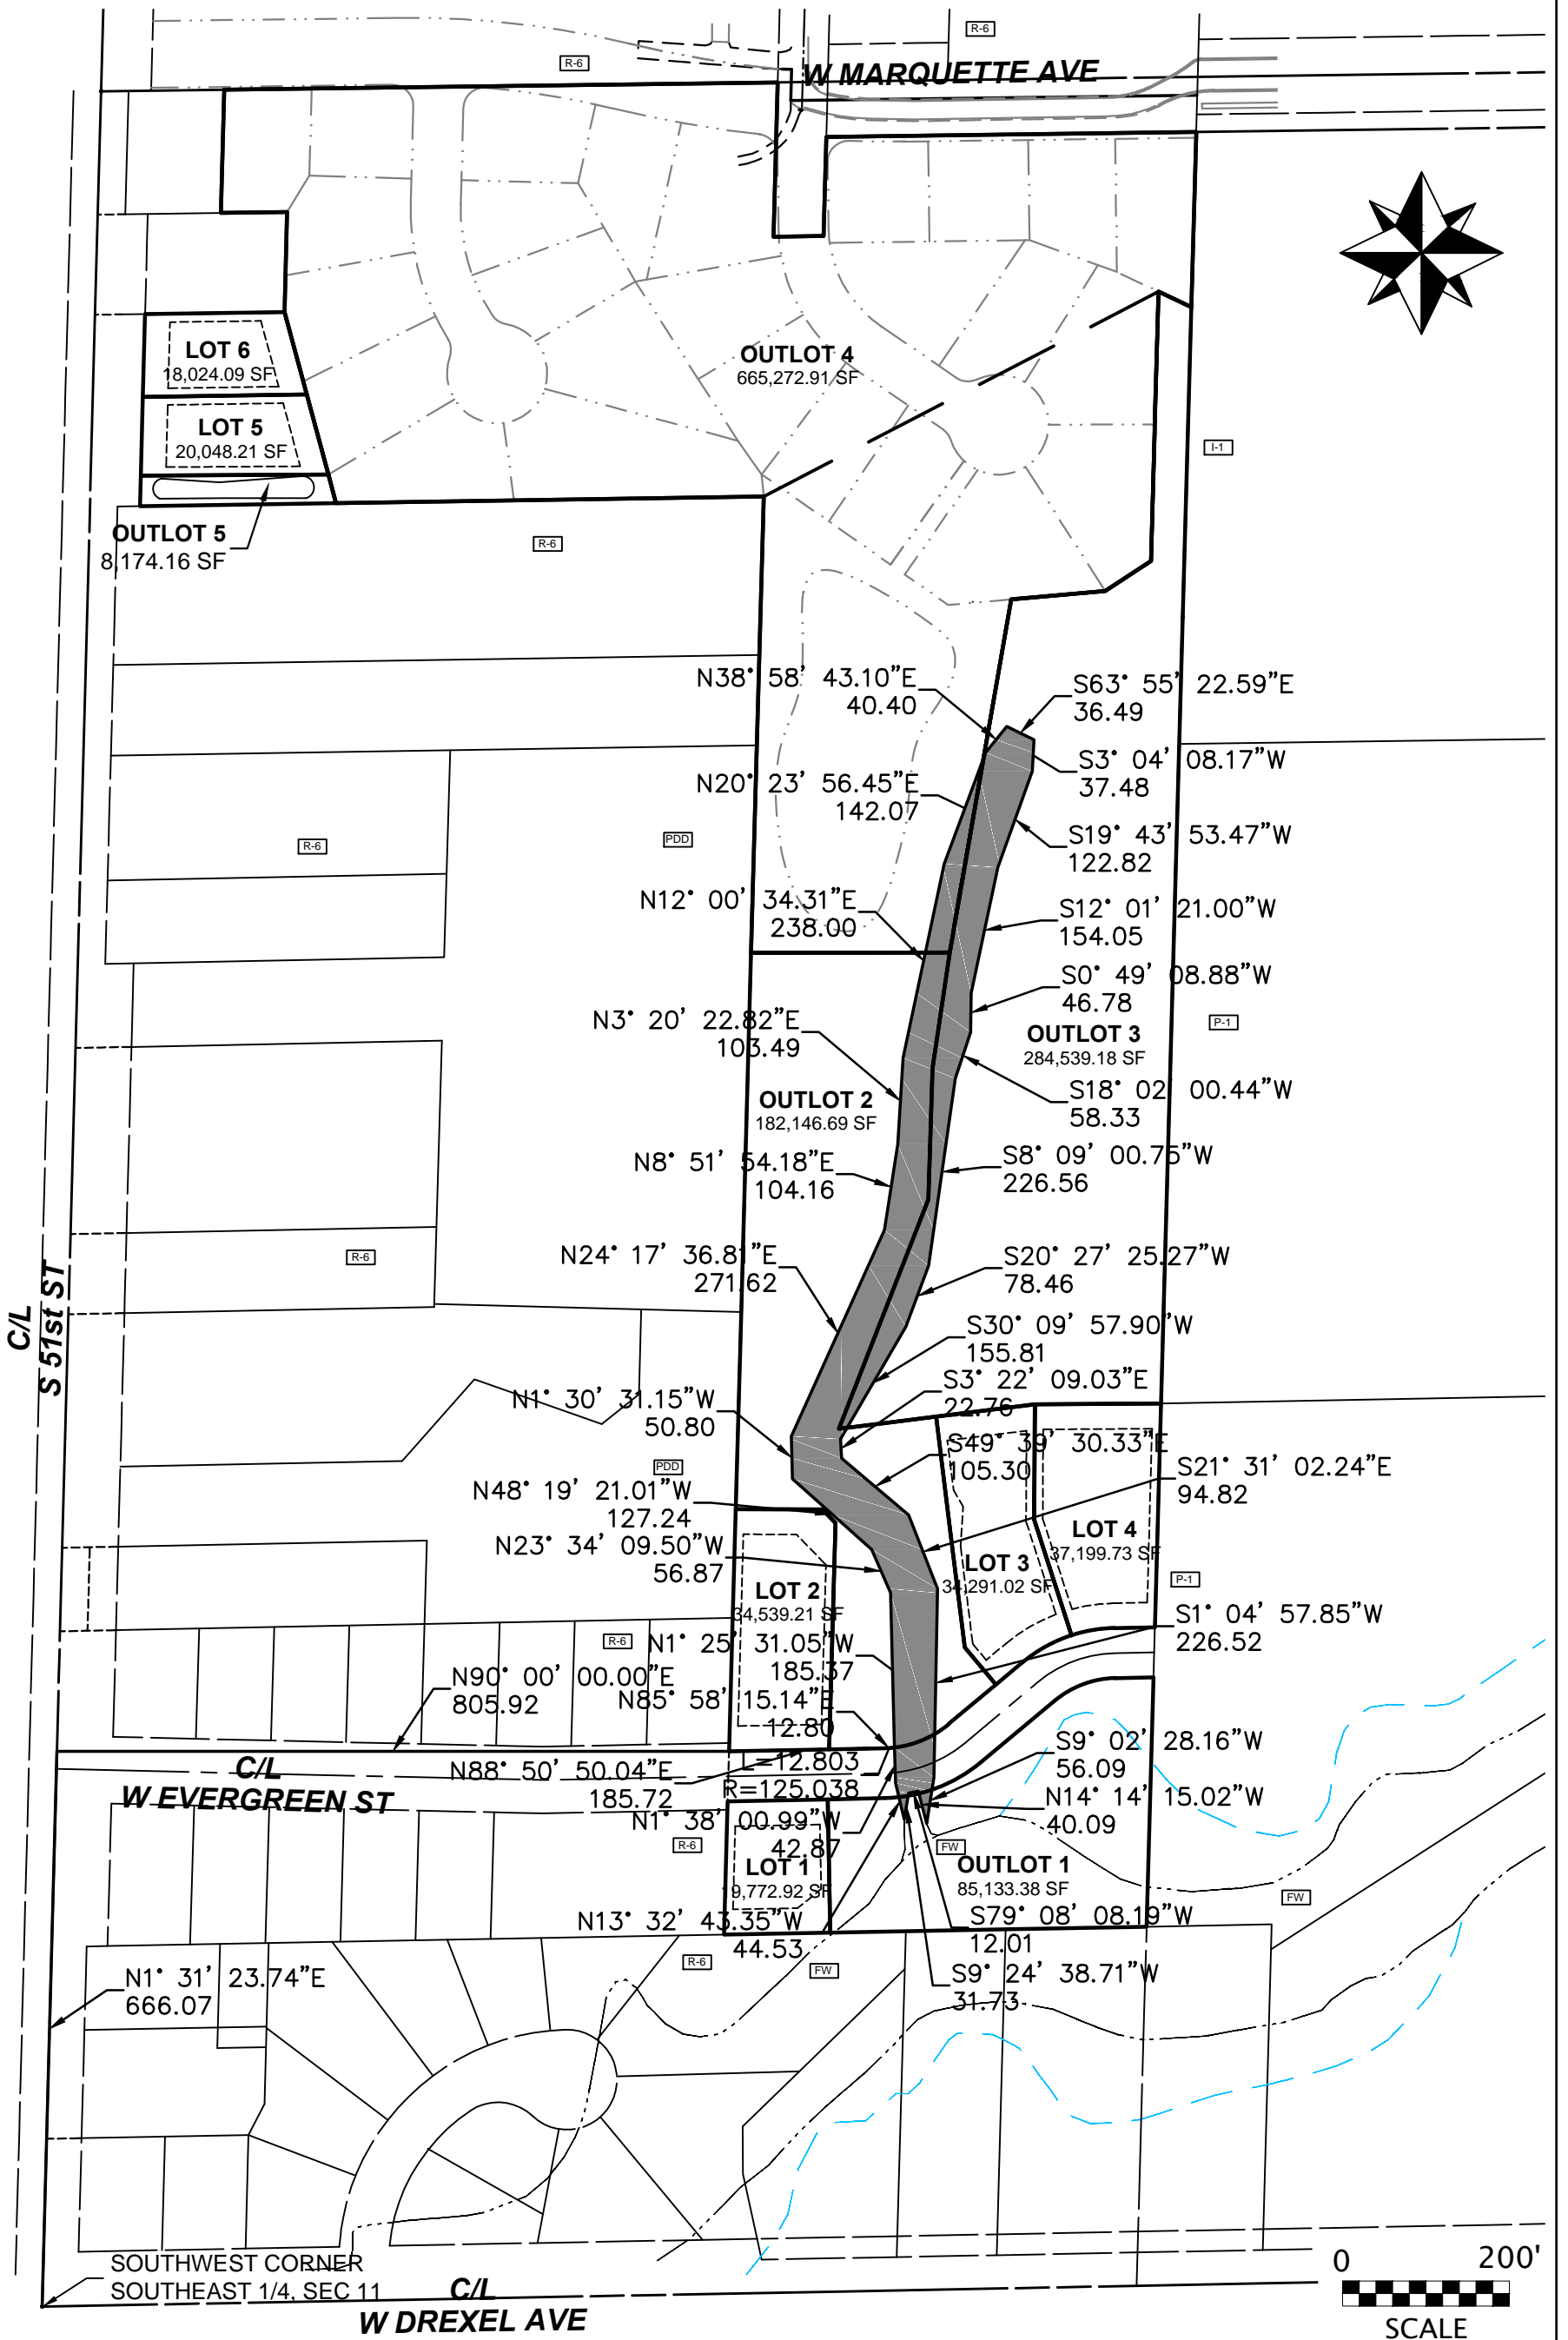 R-6
R-6
W MARQUETTE AVE
LOT 6
18,024.09 SF
OUTLOT 4
665,272.91 SF
LOT 5
20,048.21 SF
I-1
OUTLOT 5
8,174.16 SF
R-6
N38° 58' 43.10"E
40.40
S63° 55' 22.59"E
36.49
S3° 04' 08.17"W
37.48
N20° 23' 56.45"E
142.07
S19° 43' 53.47"W
122.82
R-6
PDD
N12° 00' 34.31"E
238.00
S12° 01' 21.00"W
154.05
S0° 49' 08.88"W
46.78
N3° 20' 22.82"E
103.49
OUTLOT 3
284,539.18 SF
P-1
S18° 02' 00.44"W
58.33
OUTLOT 2
182,146.69 SF
N8° 51' 54.18"E
104.16
S8° 09' 00.75"W
226.56
N24° 17' 36.81"E
271.62
R-6
S20° 27' 25.27"W
78.46
C/L
S 51st ST
S30° 09' 57.90"W
155.81
S3° 22' 09.03"E
22.76
N1° 30' 31.15"W
50.80
S49° 39' 30.33"E
105.30
PDD
S21° 31' 02.24"E
94.82
N48° 19' 21.01"W
127.24
N23° 34' 09.50"W
56.87
LOT 4
37,199.73 SF
LOT 3
34,291.02 SF
P-1
LOT 2
34,539.21 SF
S1° 04' 57.85"W
226.52
R-6
N1° 25' 31.05"W
185.37
N90° 00' 00.00"E
805.92
N85° 58' 15.14"E
12.80
S9° 02' 28.16"W
56.09
C/L
W EVERGREEN ST
N88° 50' 50.04"E
185.72
L=12.803
R=125.038
N14° 14' 15.02"W
40.09
N1° 38' 00.99"W
42.87
R-6
FW
LOT 1
19,772.92 SF
OUTLOT 1
85,133.38 SF
FW
N13° 32' 43.35"W
44.53
S79° 08' 08.19"W
12.01
R-6
FW
S9° 24' 38.71"W
31.73
N1° 31' 23.74"E
666.07
SOUTHWEST CORNER
SOUTHEAST 1/4, SEC 11
C/L
W DREXEL AVE
0 200'
SCALE